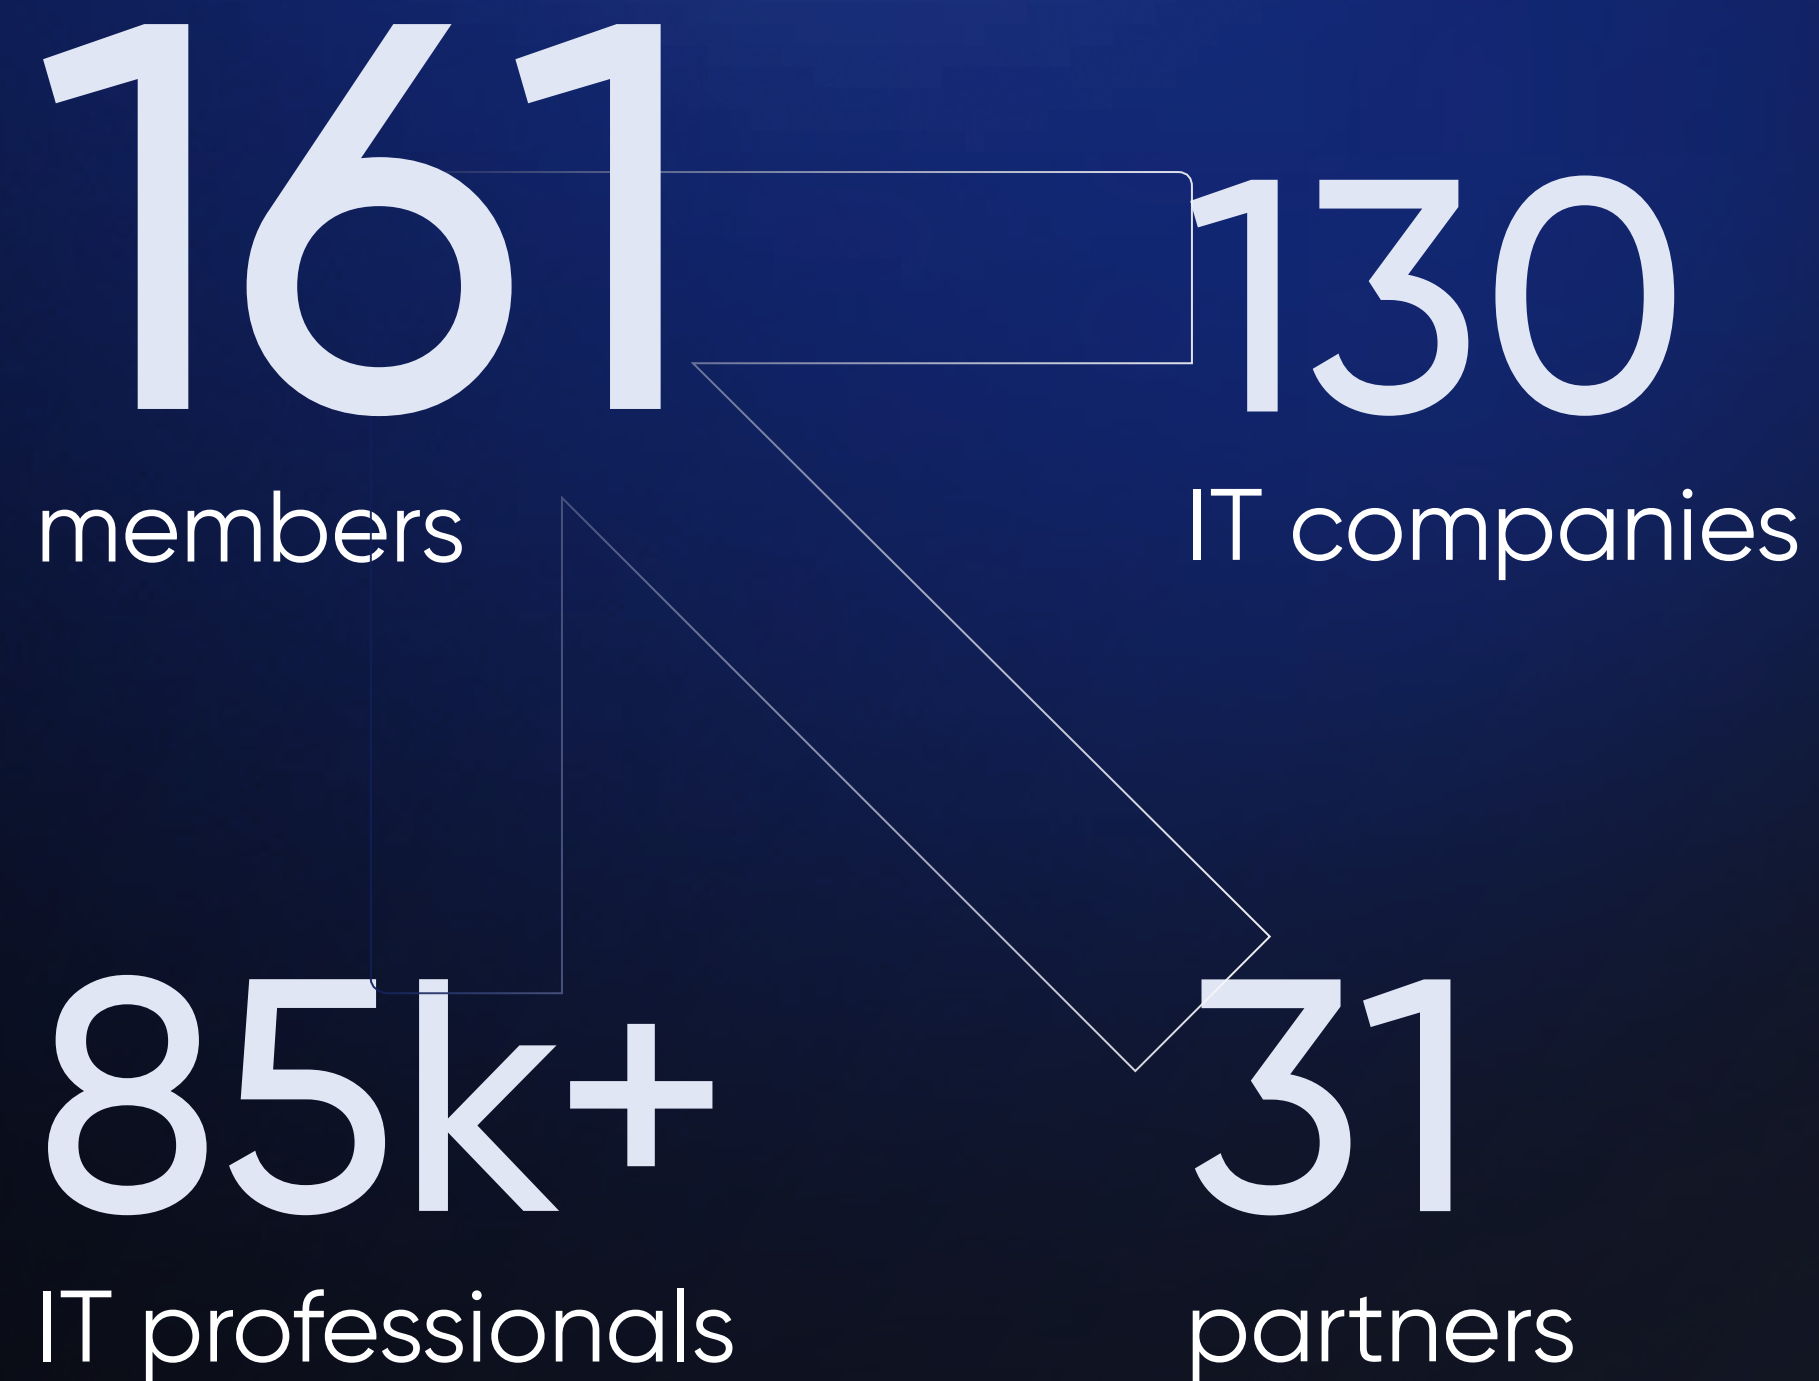 161
members
130
IT companies
85k+
IT professionals
31
partners